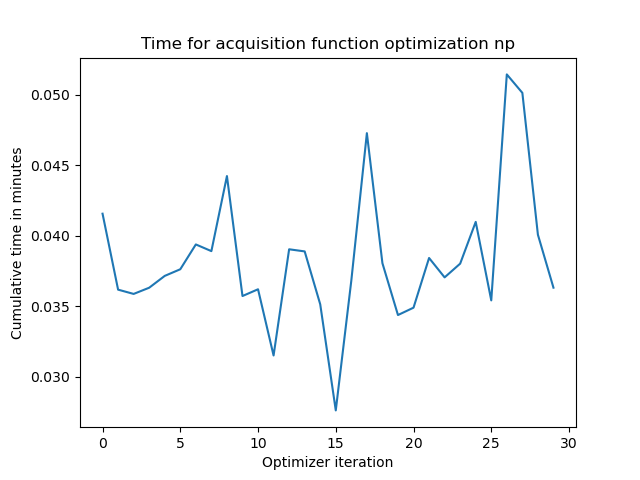 Time for acquisition function optimization np
Cumulative time in minutes
0.050
0.045
0.040
0.035
0.030
0 5 10 15 20 25 30
Optimizer iteration